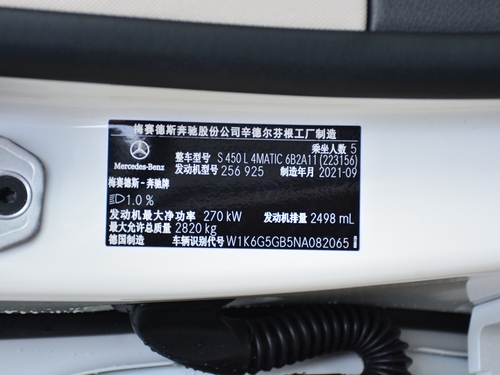 梅赛德斯奔驰股份公司辛德尔芬根工厂制造
乘坐人数 5
整车型号 S 450 L 4MATIC 6B2A11 (223156)
Mercedes-Benz 发动机型号 256 925 制造年月 2021-09
梅赛德斯-奔驰牌
1.0 %
发动机最大净功率 270 kW 发动机排量 2498 mL
最大允许总质量 2820 kg
德国制造 车辆识别代号 W1K6G5GB5NA082065